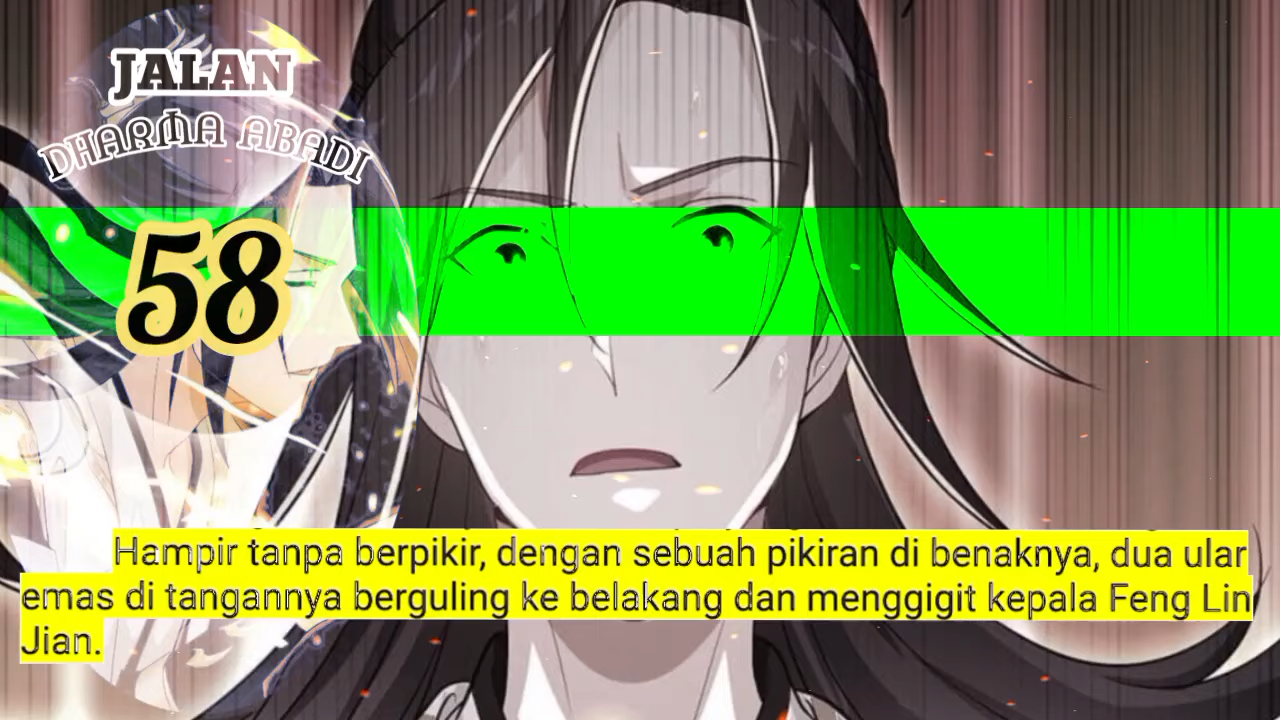 JALAN
DHARMA ABADI
58
Hampir tanpa berpikir, dengan sebuah pikiran di benaknya, dua ular
emas di tangannya berguling ke belakang dan menggigit kepala Feng Lin
Jian.